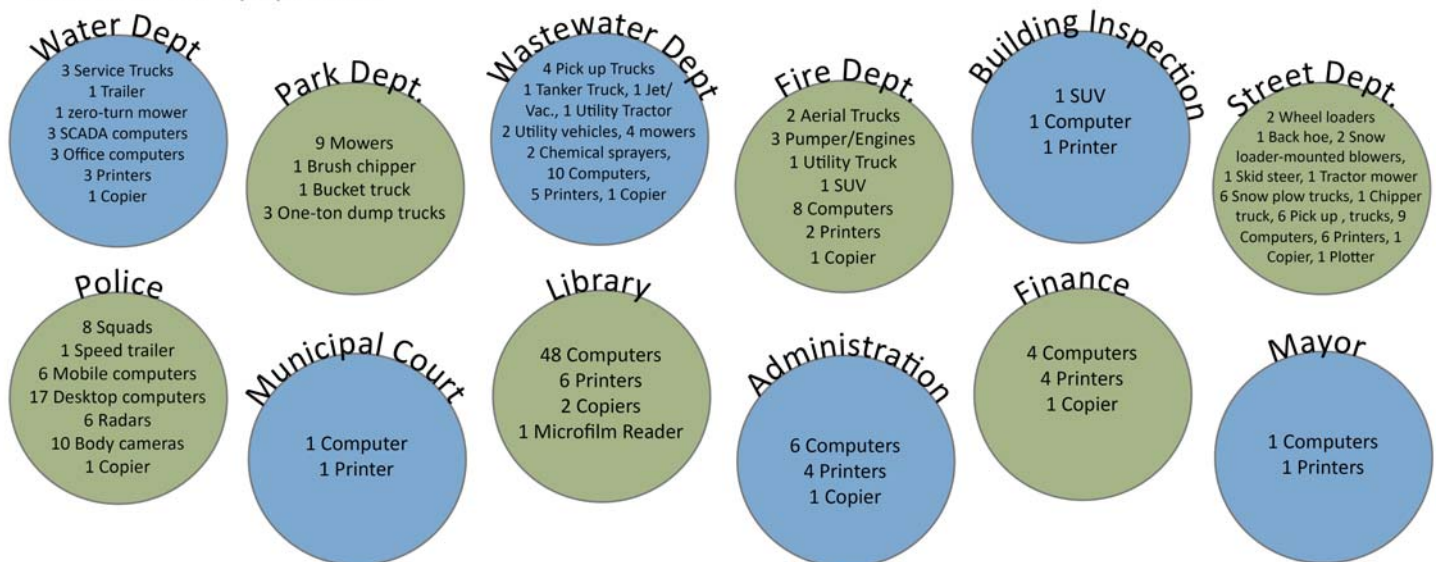 Water Dept
3 Service Trucks
1 Trailer
1 zero-turn mower
3 SCADA computers
3 Office computers
3 Printers
1 Copier
Park Dept.
9 Mowers
1 Brush chipper
1 Bucket truck
3 One-ton dump trucks
Wastewater Dept
4 Pick up Trucks
1 Tanker Truck, 1 Jet/
Vac., 1 Utility Tractor
2 Utility vehicles, 4 mowers
2 Chemical sprayers,
10 Computers,
5 Printers, 1 Copier
Fire Dept.
2 Aerial Trucks
3 Pumper/Engines
1 Utility Truck
1 SUV
8 Computers
2 Printers
1 Copier
Building Inspection
1 SUV
1 Computer
1 Printer
Street Dept.
2 Wheel loaders
1 Back hoe, 2 Snow
loader-mounted blowers,
1 Skid steer, 1 Tractor mower
6 Snow plow trucks, 1 Chipper
truck, 6 Pick up , trucks, 9
Computers, 6 Printers, 1
Copier, 1 Plotter
Police
8 Squads
1 Speed trailer
6 Mobile computers
17 Desktop computers
6 Radars
10 Body cameras
1 Copier
Municipal Court
1 Computer
1 Printer
Library
48 Computers
6 Printers
2 Copiers
1 Microfilm Reader
Administration
6 Computers
4 Printers
1 Copier
Finance
4 Computers
4 Printers
1 Copier
Mayor
1 Computers
1 Printers